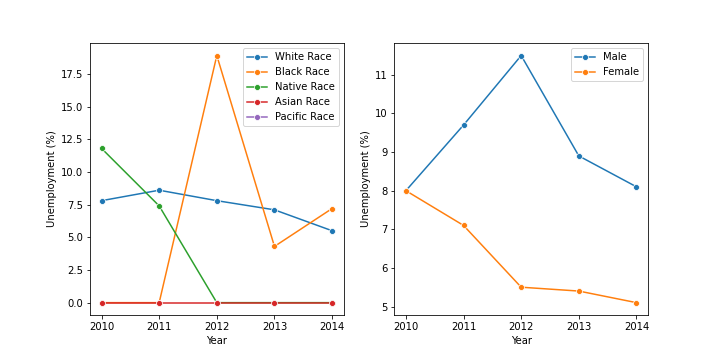 White Race
Black Race
Native Race
Asian Race
Pacific Race
17.5
15.0
12.5
10.0
7.5
5.0
2.5
0.0
Unemployment (%)
2010 2011 2012 2013 2014
Year
Male
Female
11
10
9
8
7
6
5
Unemployment (%)
2010 2011 2012 2013 2014
Year